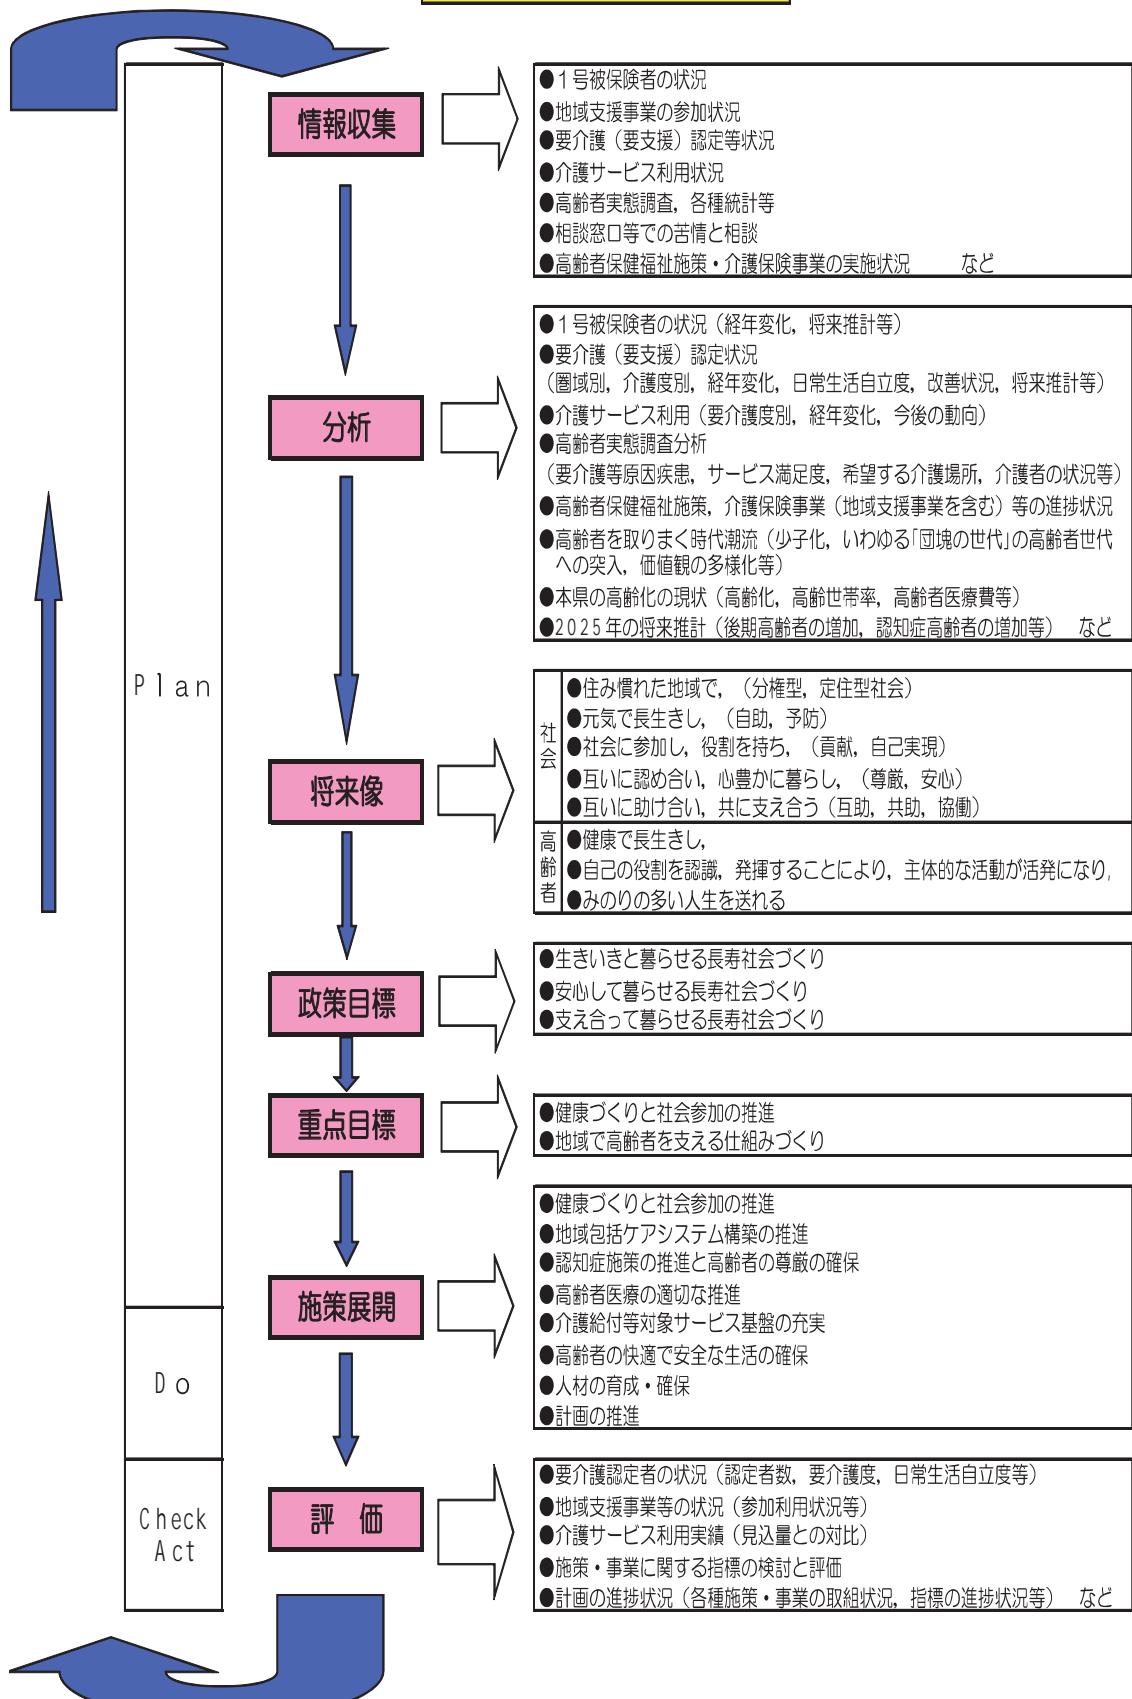 Plan
Do
Check
Act
情報収集
●1号被保険者の状況
●地域支援事業の参加状況
●要介護（要支援）認定等状況
●介護サービス利用状況
●高齢者実態調査，各種統計等
●相談窓口等での苦情と相談
●高齢者保健福祉施策・介護保険事業の実施状況　　　など
分析
●1号被保険者の状況（経年変化，将来推計等）
●要介護（要支援）認定状況
（圏域別，介護度別，経年変化，日常生活自立度，改善状況，将来推計等）
●介護サービス利用（要介護度別，経年変化，今後の動向）
●高齢者実態調査分析
（要介護等原因疾患，サービス満足度，希望する介護場所，介護者の状況等）
●高齢者保健福祉施策，介護保険事業（地域支援事業を含む）等の進捗状況
●高齢者を取りまく時代潮流（少子化，いわゆる「団塊の世代」の高齢者世代
への突入，価値観の多様化等）
●本県の高齢化の現状（高齢化，高齢世帯率，高齢者医療費等）
●2025年の将来推計（後期高齢者の増加，認知症高齢者の増加等）　など
将来像
社会
●住み慣れた地域で，（分権型，定住型社会）
●元気で長生きし，（自助，予防）
●社会に参加し，役割を持ち，（貢献，自己実現）
●互いに認め合い，心豊かに暮らし，（尊厳，安心）
●互いに助け合い，共に支え合う（互助，共助，協働）
高齢者
●健康で長生きし，
●自己の役割を認識，発揮することにより，主体的な活動が活発になり，
●みのりの多い人生を送れる
政策目標
●生きいきと暮らせる長寿社会づくり
●安心して暮らせる長寿社会づくり
●支え合って暮らせる長寿社会づくり
重点目標
●健康づくりと社会参加の推進
●地域で高齢者を支える仕組みづくり
施策展開
●健康づくりと社会参加の推進
●地域包括ケアシステム構築の推進
●認知症施策の推進と高齢者の尊厳の確保
●高齢者医療の適切な推進
●介護給付等対象サービス基盤の充実
●高齢者の快適で安全な生活の確保
●人材の育成・確保
●計画の推進
評　価
●要介護認定者の状況（認定者数，要介護度，日常生活自立度等）
●地域支援事業等の状況（参加利用状況等）
●介護サービス利用実績（見込量との対比）
●施策・事業に関する指標の検討と評価
●計画の進捗状況（各種施策・事業の取組状況，指標の進捗状況等）　など